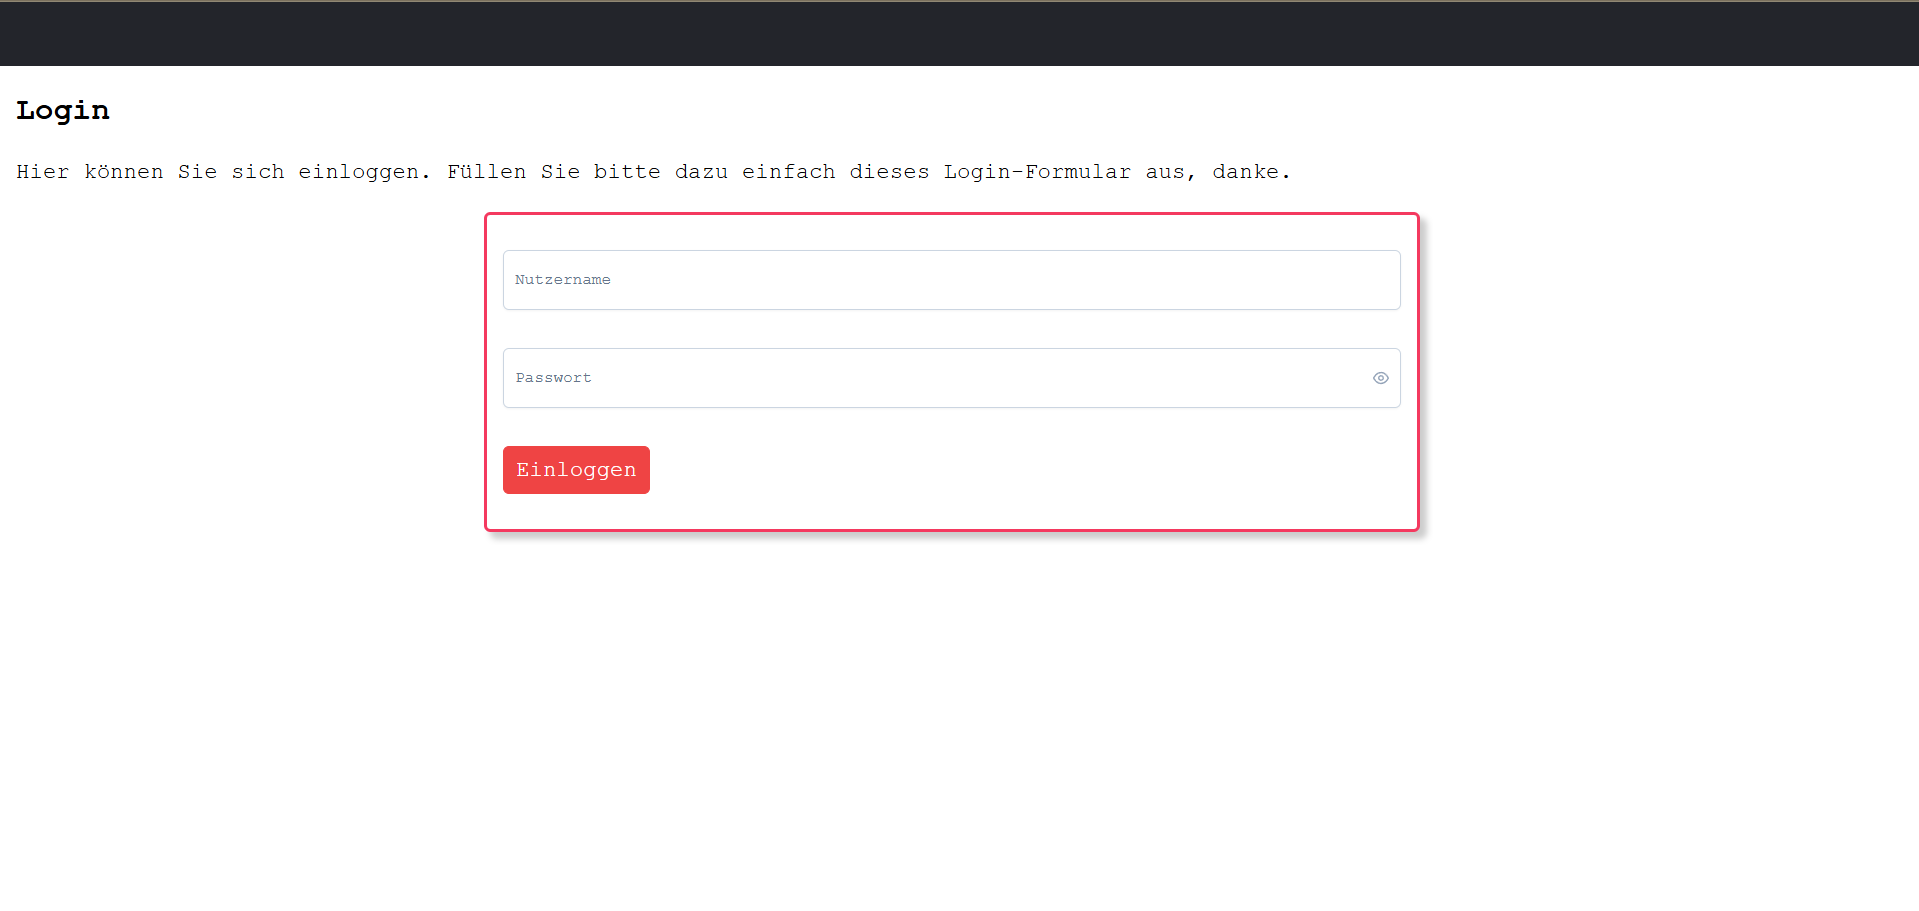 Login
Hier können Sie sich einloggen. Füllen Sie bitte dazu einfach dieses Login-Formular aus, danke.
Nutzername
Passwort
Einloggen